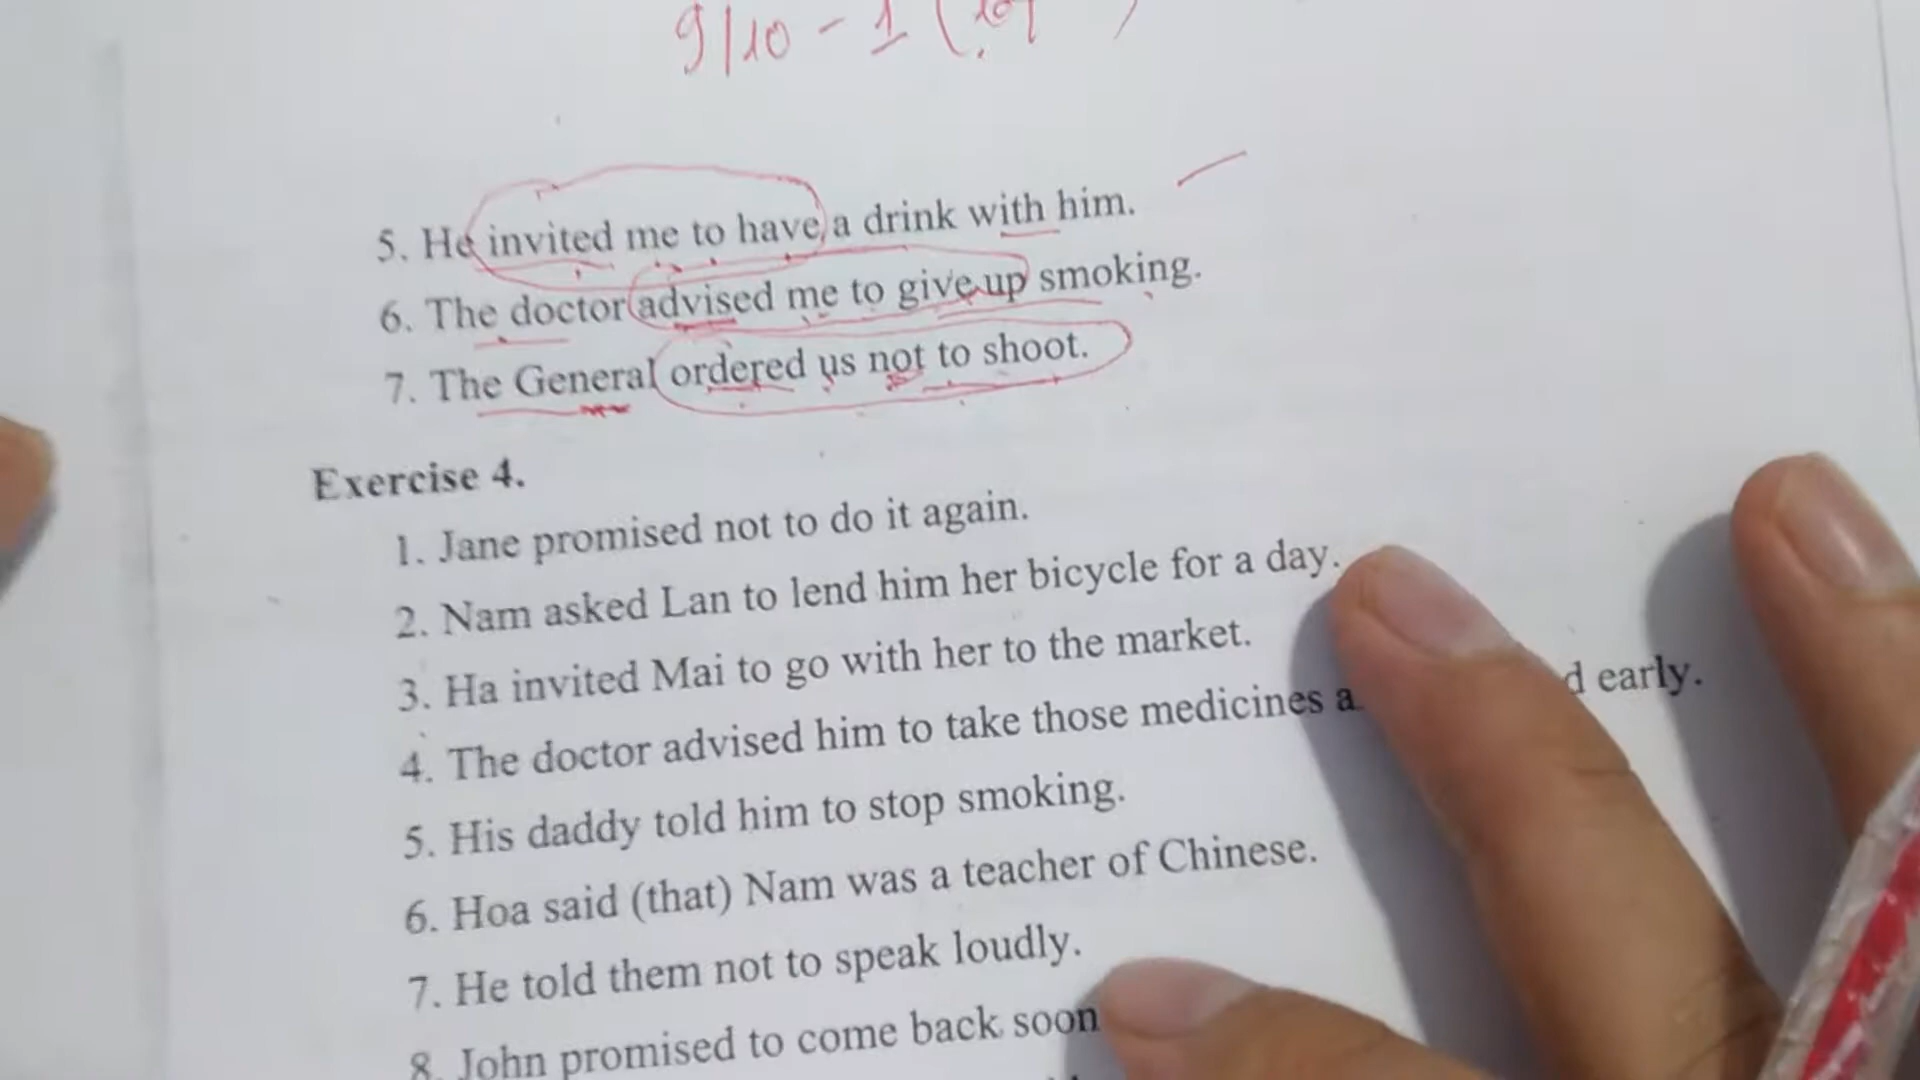 9/10 - 1
5. He invited me to have a drink with him.
6. The doctor advised me to give up smoking.
7. The General ordered us not to shoot.
Exercise 4.
1. Jane promised not to do it again.
2. Nam asked Lan to lend him her bicycle for a day.
3. Ha invited Mai to go with her to the market.
4. The doctor advised him to take those medicines early.
5. His daddy told him to stop smoking.
6. Hoa said (that) Nam was a teacher of Chinese.
7. He told them not to speak loudly.
8. John promised to come back soon